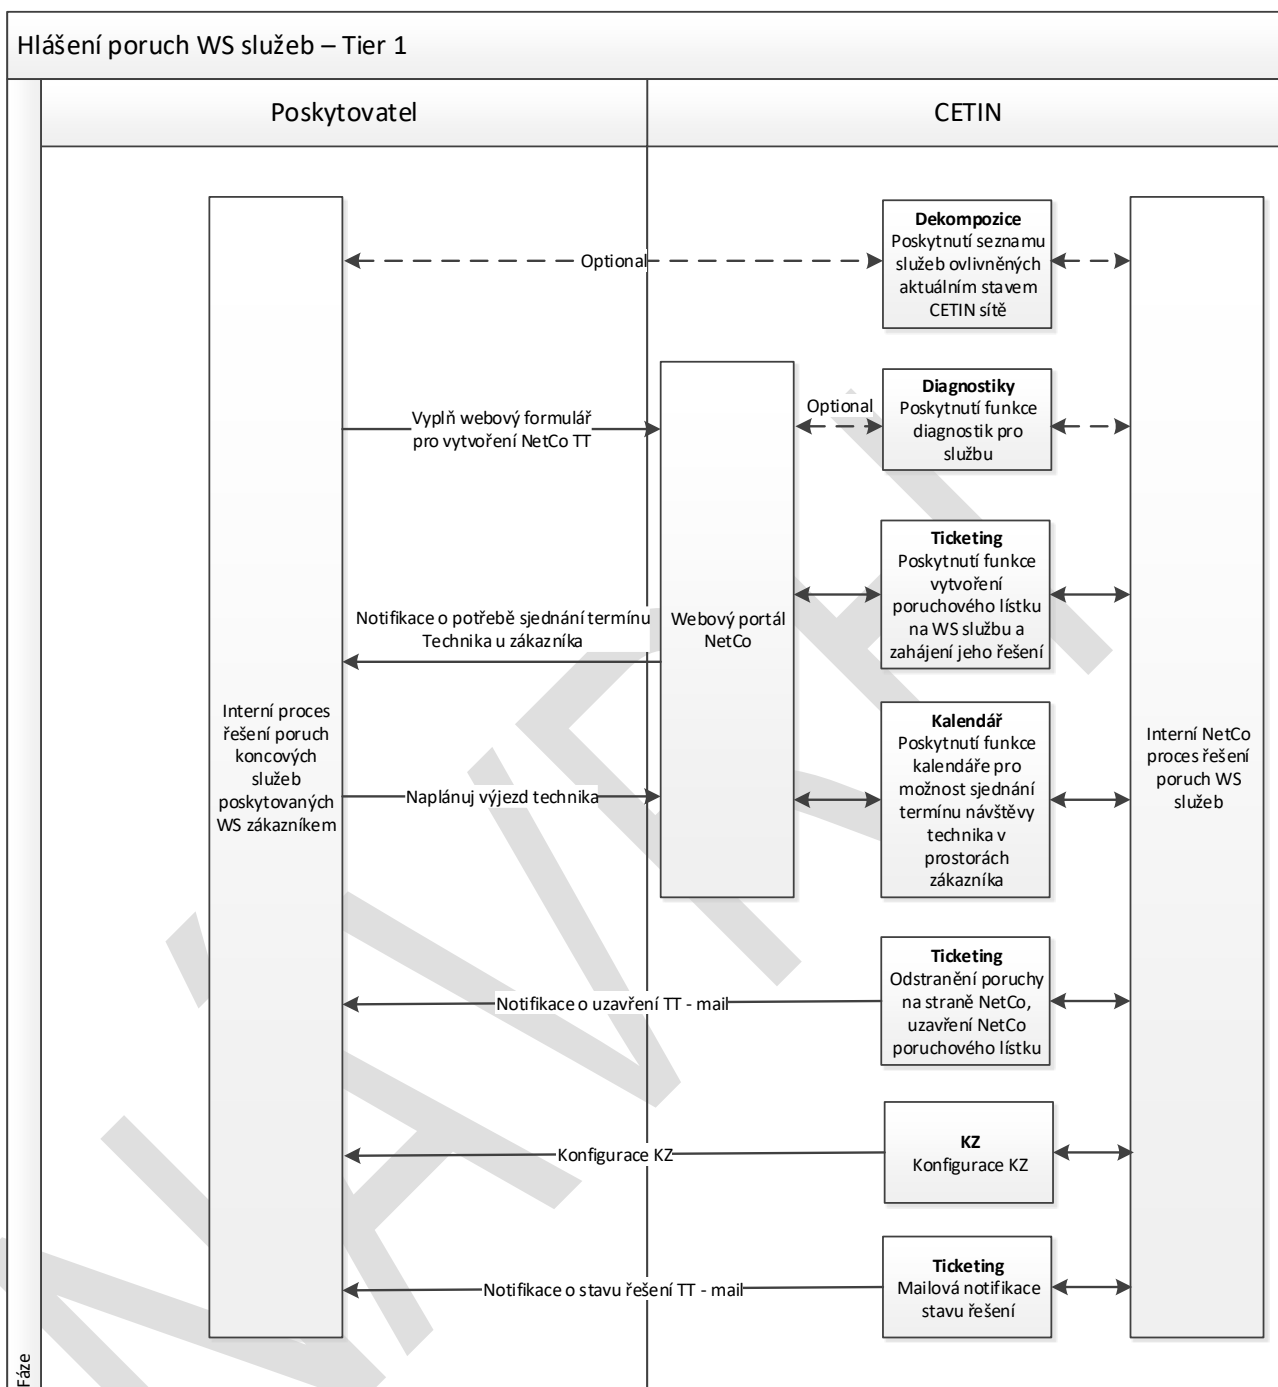 Hlášení poruch WS služeb – Tier 1
Poskytovatel
CETIN
Dekompozice
Poskytnutí seznamu
služeb ovlivněných
aktuálním stavem
CETIN sítě
Optional
Diagnostiky
Poskytnutí funkce
diagnostik pro
službu
Optional
Vyplň webový formulář
pro vytvoření NetCo TT
Ticketing
Poskytnutí funkce
vytvoření
poruchového lístku
na WS službu a
zahájení jeho řešení
Notifikace o potřebě sjednání termínu
Technika u zákazníka
Webový portál
NetCo
Interní proces
řešení poruch
koncových
služeb
poskytovaných
WS zákazníkem
Naplánuj výjezd technika
Kalendář
Poskytnutí funkce
kalendáře pro
možnost sjednání
termínu návštěvy
technika v
prostorách
zákazníka
Interní NetCo
proces řešení
poruch WS
služeb
Ticketing
Odstranění poruchy
na straně NetCo,
uzavření NetCo
poruchového lístku
Notifikace o uzavření TT - mail
KZ
Konfigurace KZ
Konfigurace KZ
Ticketing
Mailová notifikace
stavu řešení
Notifikace o stavu řešení TT - mail
Fáze
NÁVRH